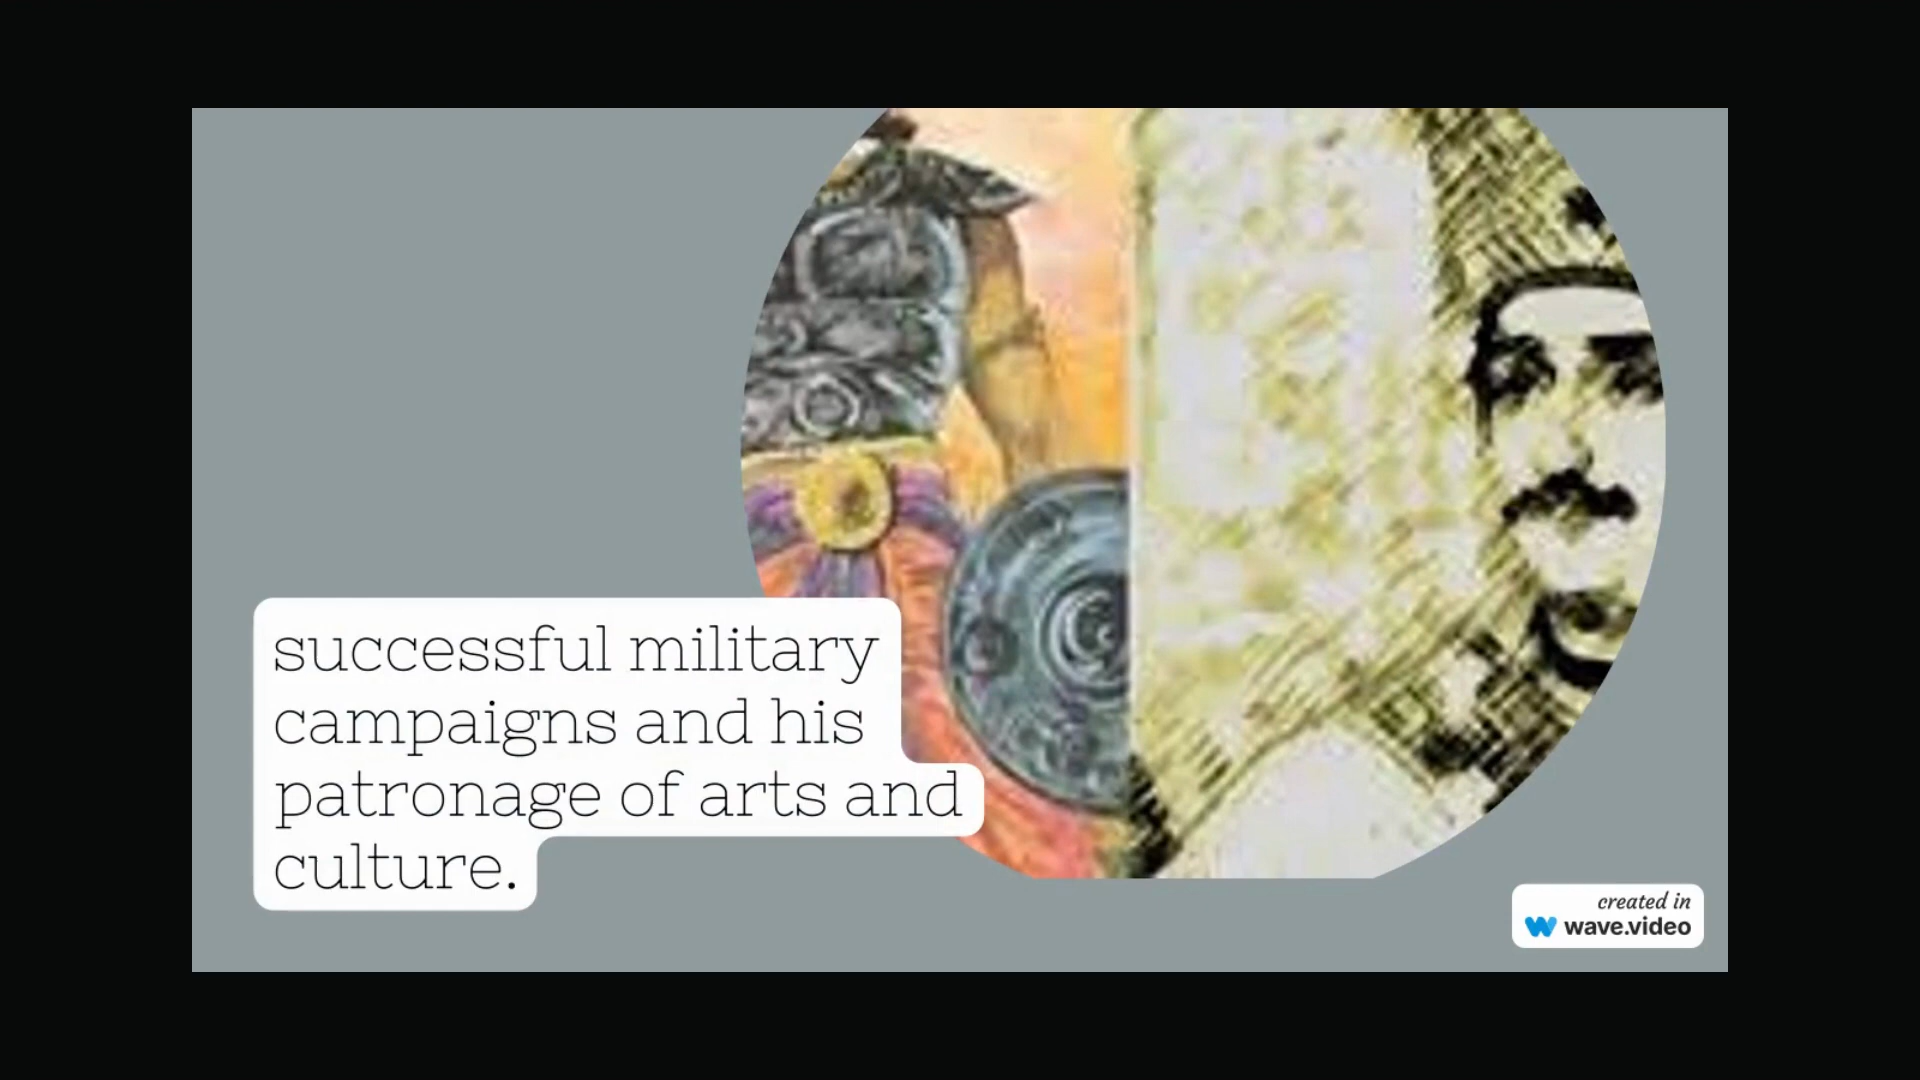 successful military
campaigns and his
patronage of arts and
culture.
created in
wave.video